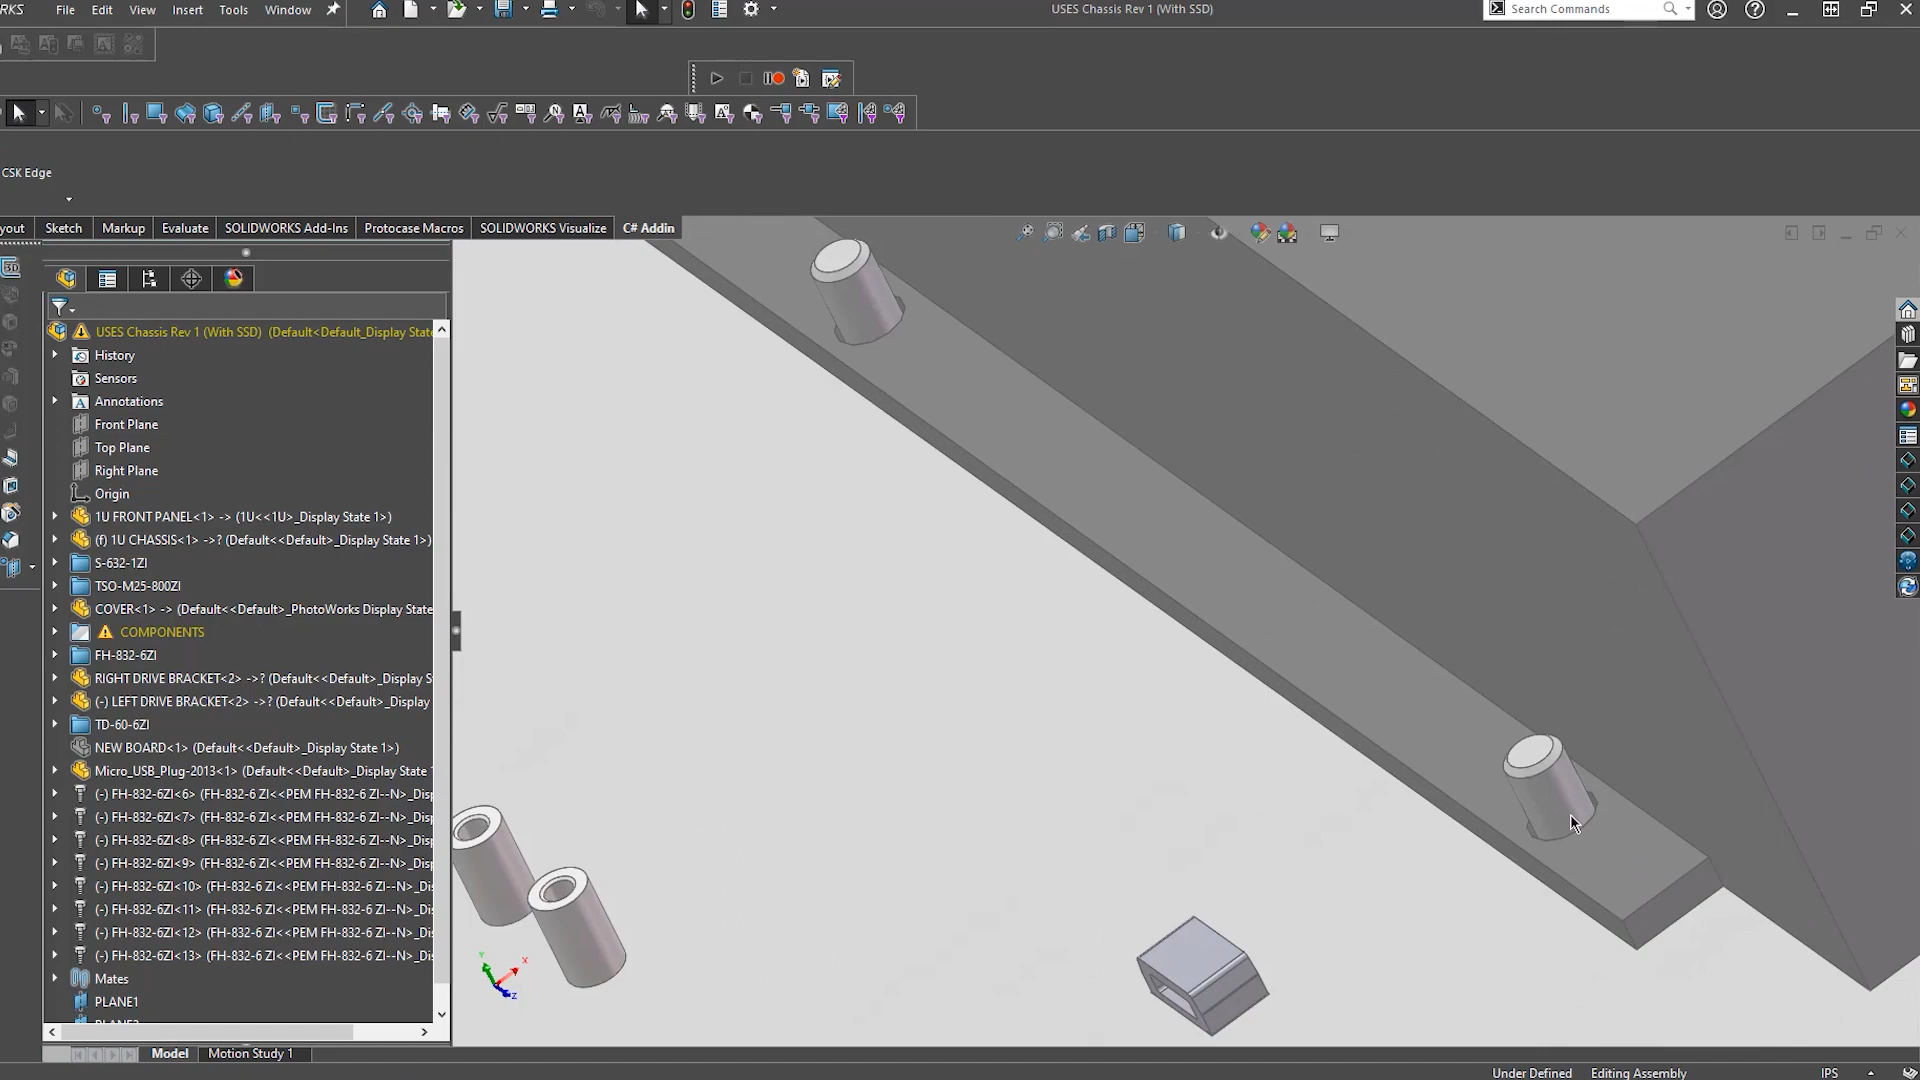 RKS File Edit View Insert Tools Window USES Chassis Rev 1 (With SSD) Search Commands
CSK Edge
yout Sketch Markup Evaluate SOLIDWORKS Add-Ins Protocase Macros SOLIDWORKS Visualize C# Addin
USES Chassis Rev 1 (With SSD) (Default<Default_Display State
History
Sensors
Annotations
Front Plane
Top Plane
Right Plane
Origin
1U FRONT PANEL<1> -> (1U<<1U>_Display State 1>)
(f) 1U CHASSIS<1> ->? (Default<<Default>_Display State 1>)
S-632-1ZI
TSO-M25-800ZI
COVER<1> -> (Default<<Default>_PhotoWorks Display State
COMPONENTS
FH-832-6ZI
RIGHT DRIVE BRACKET<2> ->? (Default<<Default>_Display S
(-) LEFT DRIVE BRACKET<2> ->? (Default<<Default>_Display
TD-60-6ZI
NEW BOARD<1> (Default<<Default>_Display State 1>)
Micro_USB_Plug-2013<1> (Default<<Default>_Display State
(-) FH-832-6ZI<6> (FH-832-6 ZI<<PEM FH-832-6 ZI--N>_Disp
(-) FH-832-6ZI<7> (FH-832-6 ZI<<PEM FH-832-6 ZI--N>_Disp
(-) FH-832-6ZI<8> (FH-832-6 ZI<<PEM FH-832-6 ZI--N>_Disp
(-) FH-832-6ZI<9> (FH-832-6 ZI<<PEM FH-832-6 ZI--N>_Disp
(-) FH-832-6ZI<10> (FH-832-6 ZI<<PEM FH-832-6 ZI--N>_Di
(-) FH-832-6ZI<11> (FH-832-6 ZI<<PEM FH-832-6 ZI--N>_Di
(-) FH-832-6ZI<12> (FH-832-6 ZI<<PEM FH-832-6 ZI--N>_Di
(-) FH-832-6ZI<13> (FH-832-6 ZI<<PEM FH-832-6 ZI--N>_Di
Mates
PLANE1
Y X Z
Model Motion Study 1
Under Defined Editing Assembly IPS